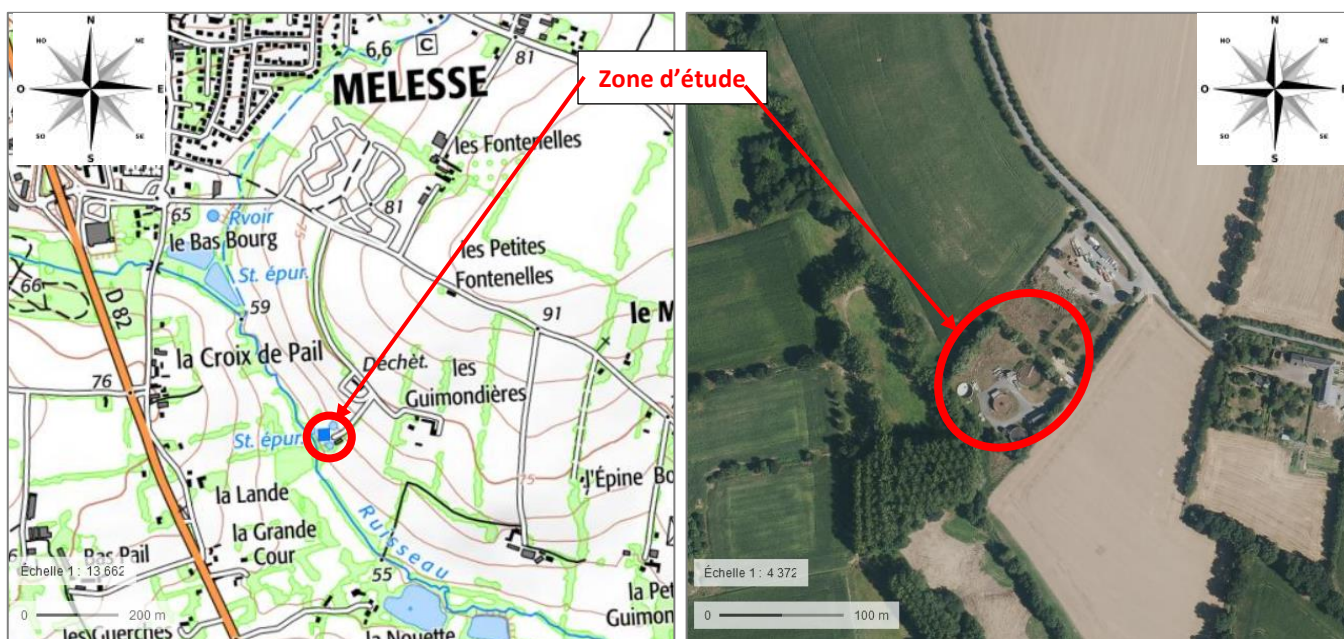 N
NO
NE
O
E
SO
SE
S
6,6
C
81
MELESSE
les Fontenelles
65
Rvoir
81
75
le Bas Bourg
66
St. épur.
les Petites
Fontenelles
D 82
59
91
le M
la Croix de Pail
Déchèt.
76
les
Guimondières
St. épur.
la Lande
75
l'Épine Bo
la Grande
Cour
Ruisseau
Bas Pail
55
Échelle 1 : 13 662
la Pet
Guimon
0 200 m
les Guerches
la Nouette
Zone d'étude
N
NO
NE
O
SO
SE
S
Échelle 1 : 4 372
0 100 m